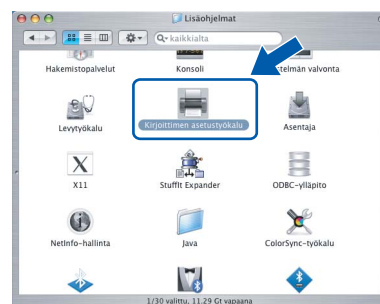 Lisäohjelmat
kaikkialta
Hakemistopalvelut
Konsoli
telmän valvonta
Levytyökalu
Kirjoittimen asetustyökalu
Asentaja
X11
StuffIt Expander
ODBC-ylläpito
NetInfo-hallinta
Java
ColorSync-työkalu
1/30 valittu, 11.29 Gt vapaana